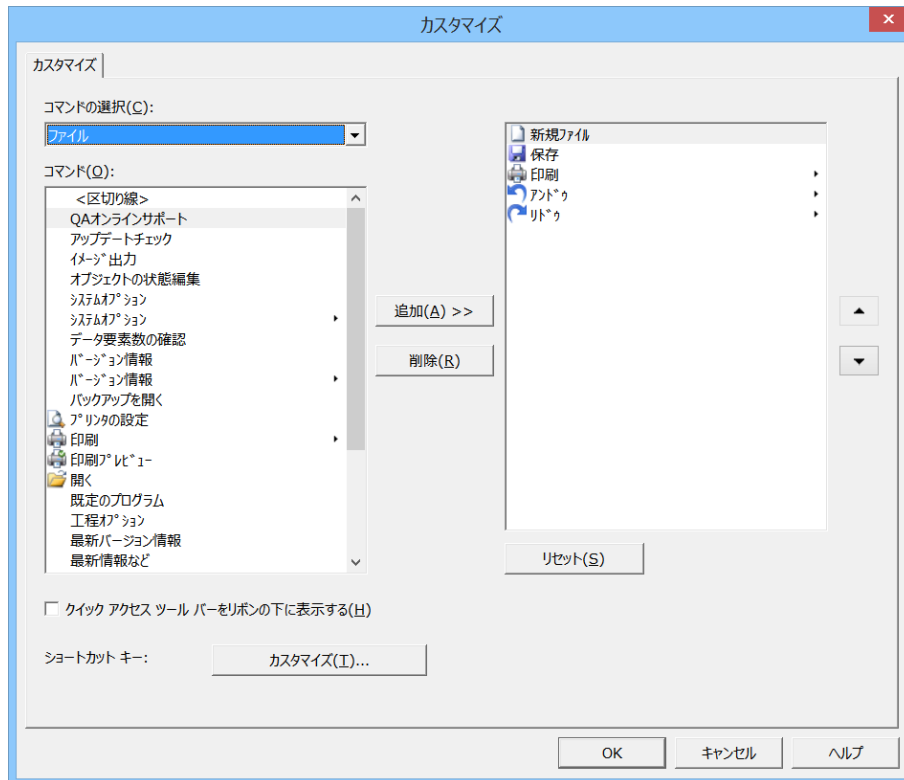 カスタマイズ
カスタマイズ
コマンドの選択(C):
ファイル
コマンド(O):
<区切り線>
QAオンラインサポート
アップデートチェック
ｲﾒｰｼﾞ出力
オブジェクトの状態編集
ｼｽﾃﾑｵﾌﾟｼｮﾝ
ｼｽﾃﾑｵﾌﾟｼｮﾝ
データ要素数の確認
ﾊﾞｰｼﾞｮﾝ情報
ﾊﾞｰｼﾞｮﾝ情報
バックアップを開く
ﾌﾟﾘﾝﾀの設定
印刷
印刷ﾌﾟﾚﾋﾞｭｰ
開く
既定のプログラム
工程ｵﾌﾟｼｮﾝ
最新バージョン情報
最新情報など
追加(A) >>
削除(R)
新規ﾌｧｲﾙ
保存
印刷
ｱﾝﾄﾞｩ
ﾘﾄﾞｩ
リセット(S)
クイック アクセス ツール バーをリボンの下に表示する(H)
ショートカット キー:
カスタマイズ(T)...
OK
キャンセル
ヘルプ